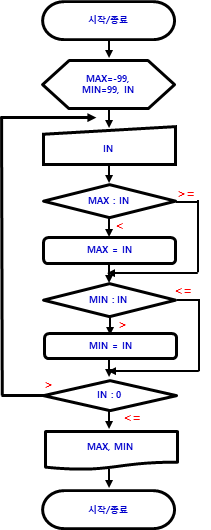 시작/종료
MAX=-99,
MIN=99, IN
IN
MAX : IN
>=
<
MAX = IN
MIN : IN
<=
>
MIN = IN
>
IN : 0
<=
MAX, MIN
시작/종료